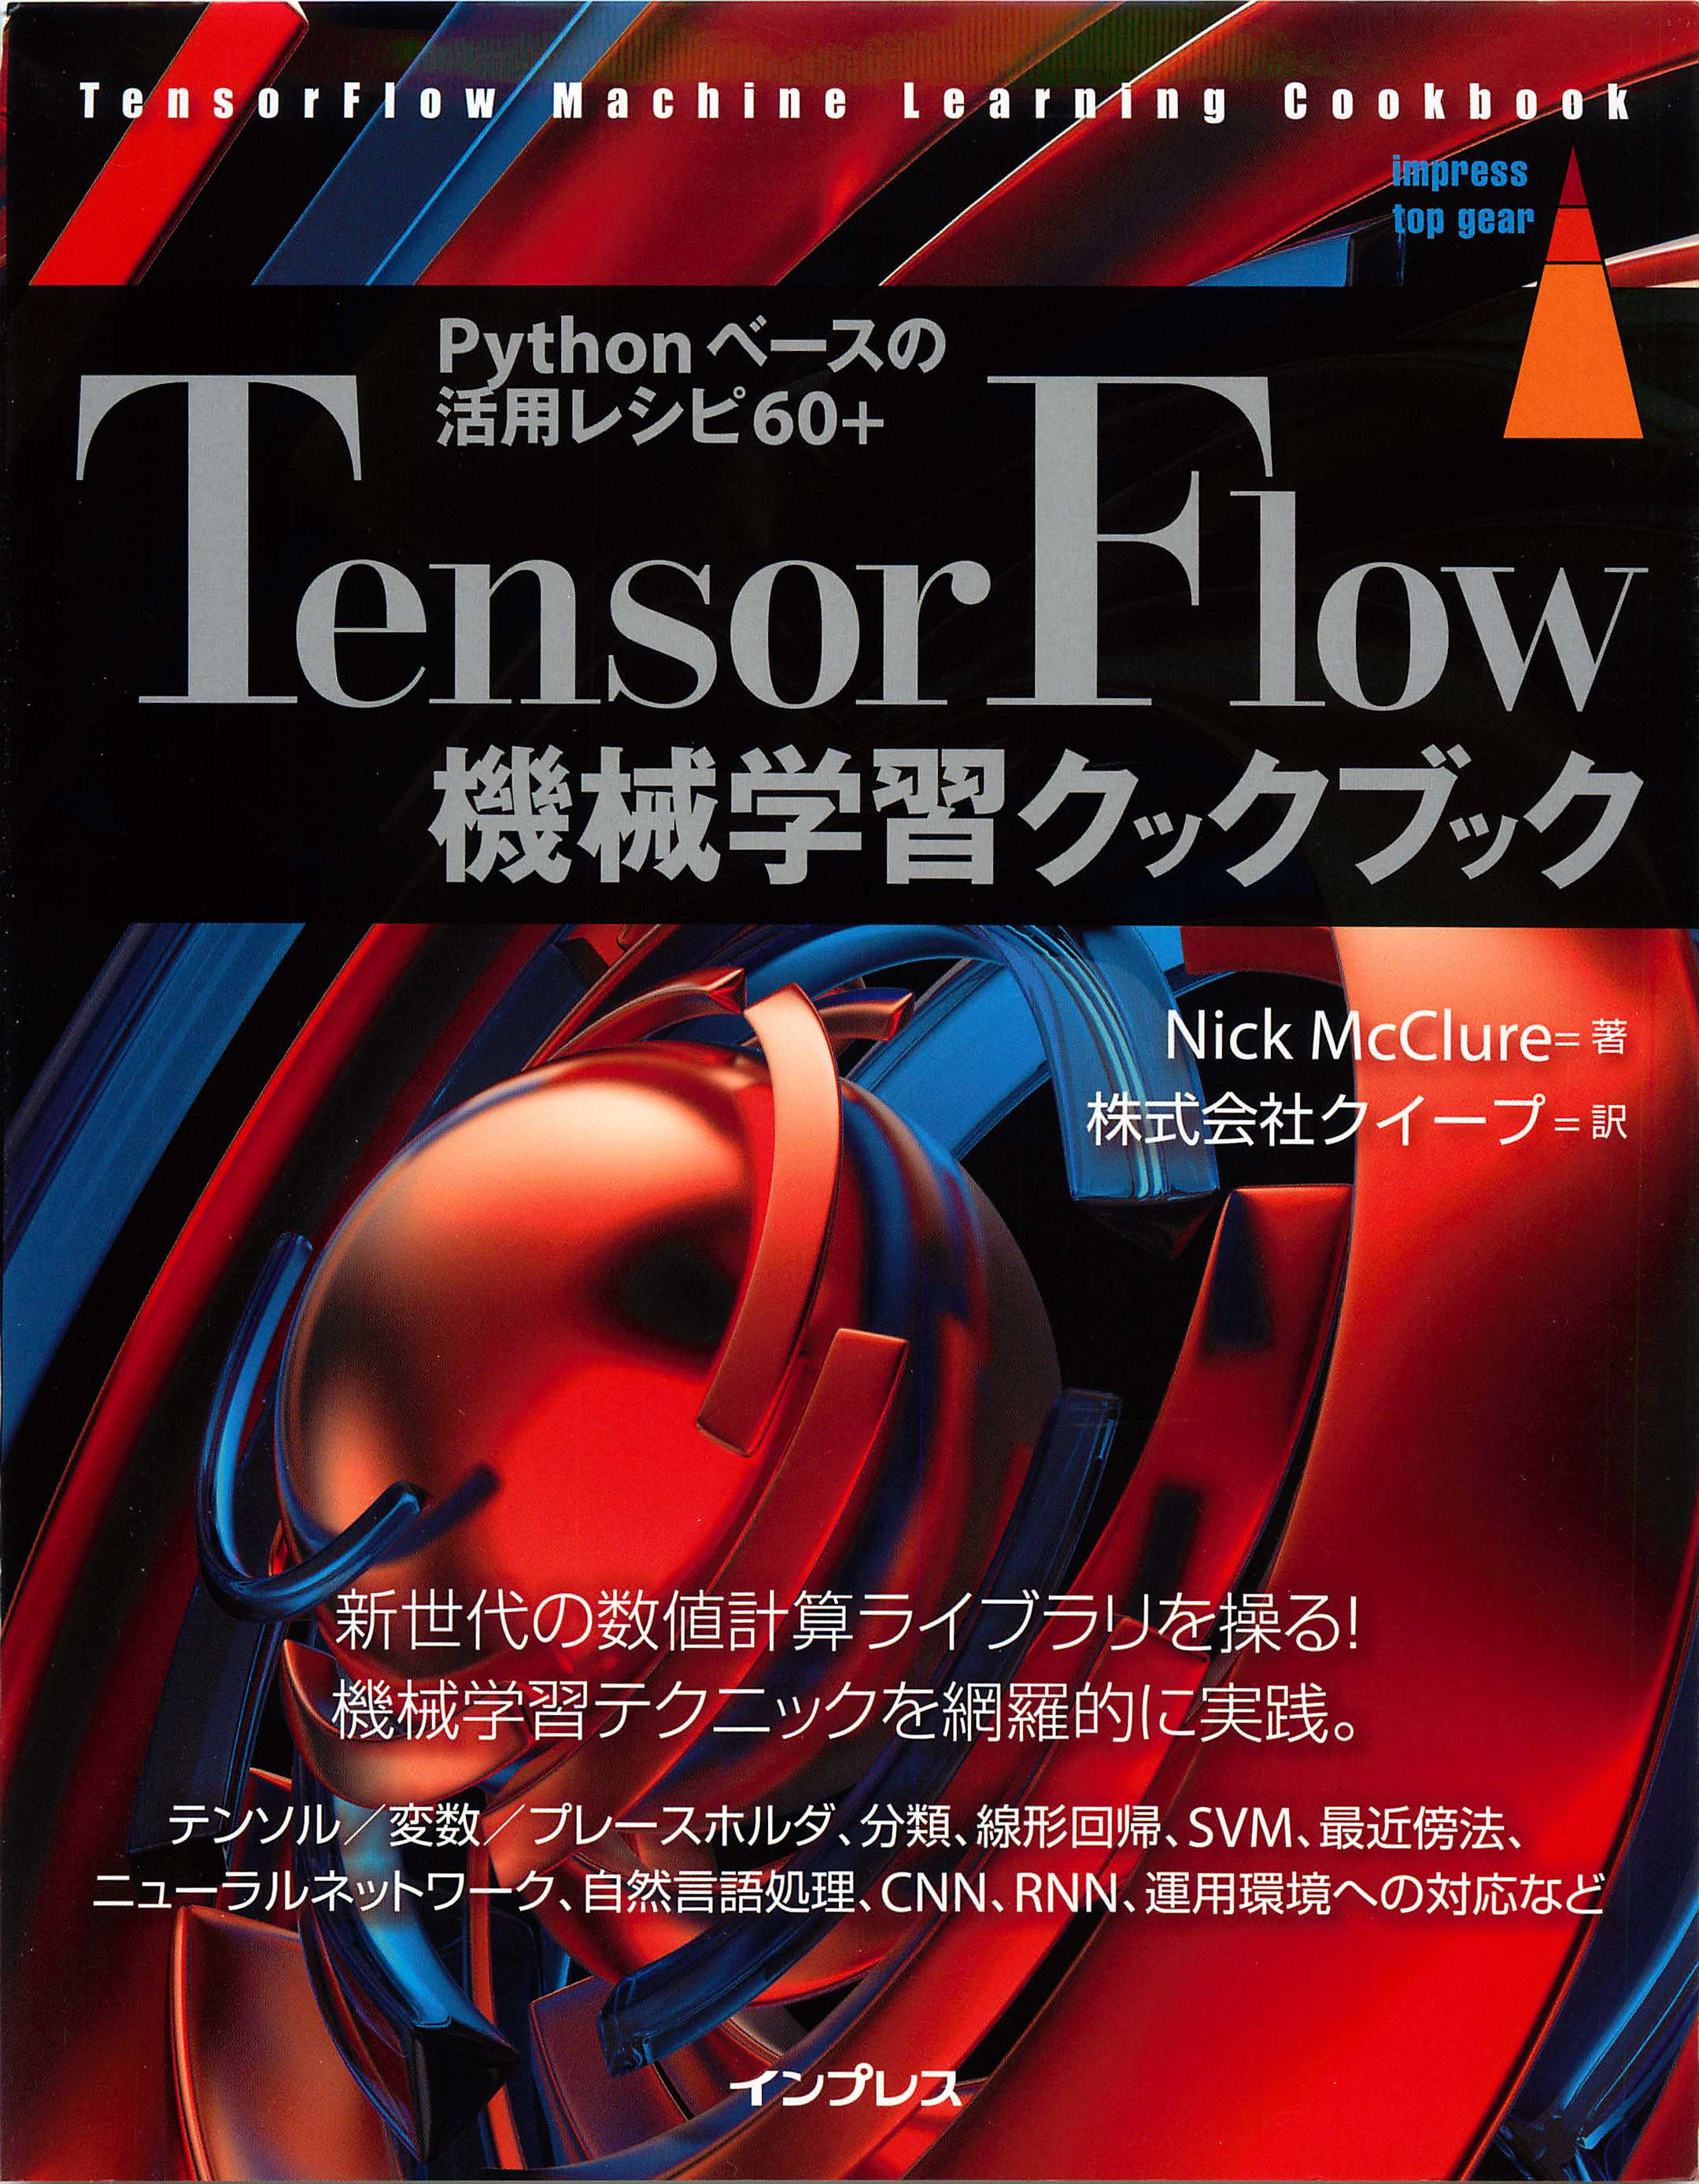 TensorFlow Machine Learning Cookbook
impress
top gear
Pythonベースの
活用レシピ60+
TensorFlow
機械学習クックブック
Nick McClure=著
株式会社クイープ=訳
新世代の数値計算ライブラリを操る!
機械学習テクニックを網羅的に実践。
テンソル／変数／プレースホルダ、分類、線形回帰、SVM、最近傍法、
ニューラルネットワーク、自然言語処理、CNN、RNN、運用環境への対応など
インプレス